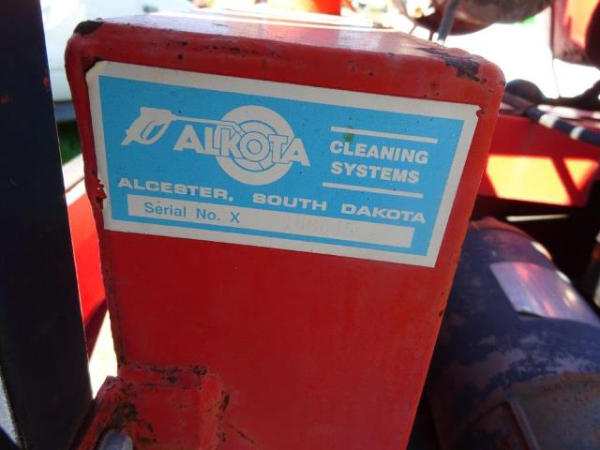 ALKOTA
CLEANING
SYSTEMS
ALCESTER, SOUTH DAKOTA
Serial No. X